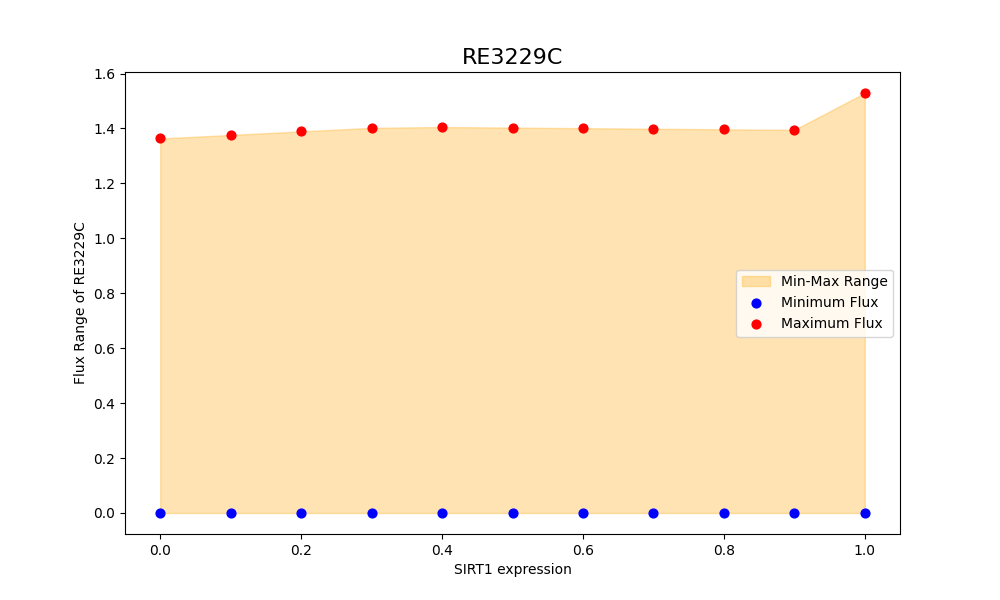 RE3229C
Flux Range of RE3229C
1.6
1.4
1.2
1.0
0.8
0.6
0.4
0.2
0.0
Min-Max Range
Minimum Flux
Maximum Flux
0.0 0.2 0.4 0.6 0.8 1.0
SIRT1 expression